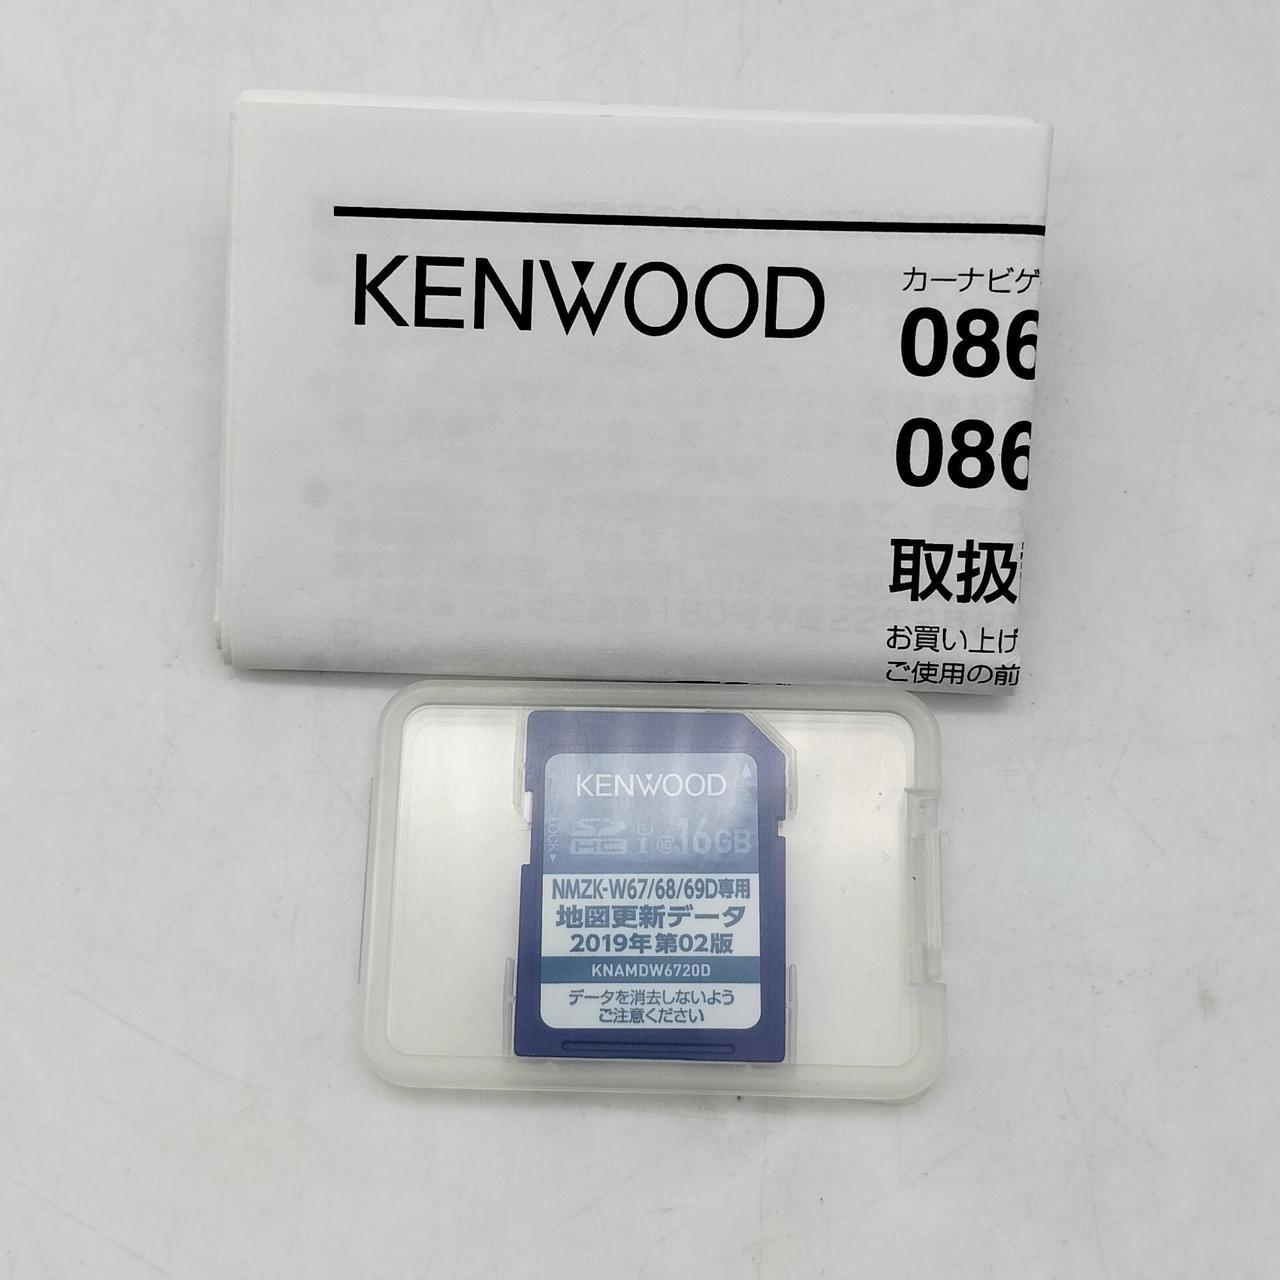 KENWOOD
カーナビゲ
086
086
取扱
お買い上げ
ご使用の前
KENWOOD
LOCK
SD HC I 10 16GB
NMZK-W67/68/69D専用
地図更新データ
2019年 第02版
KNAMDW6720D
データを消去しないよう
ご注意ください